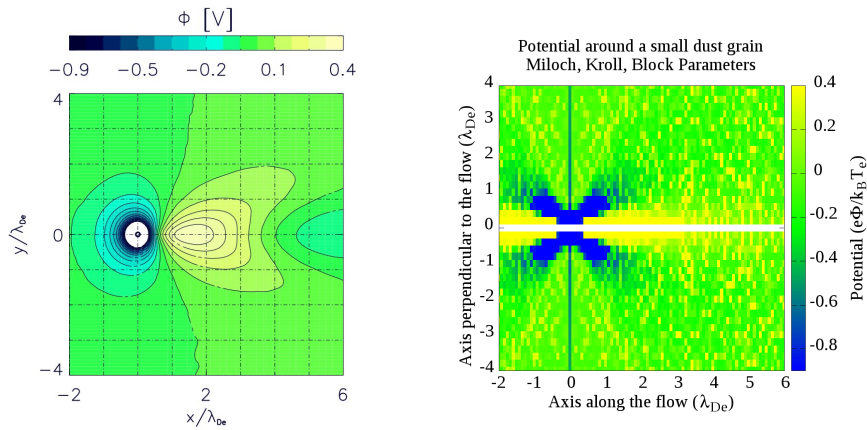 Φ [V]
−0.9 −0.5 −0.2 0.1 0.4
4
0
−4
y/λDe
−2 0 2 4 6
x/λDe
Potential around a small dust grain
Miloch, Kroll, Block Parameters
4
3
2
1
0
-1
-2
-3
-4
Axis perpendicular to the flow (λDe)
-2 -1 0 1 2 3 4 5 6
Axis along the flow (λDe)
0.4
0.2
0
-0.2
-0.4
-0.6
-0.8
Potential (eΦ/kBTe)